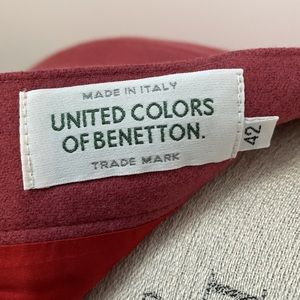 MADE IN ITALY
UNITED COLORS
OF BENETTON.
TRADE MARK
42